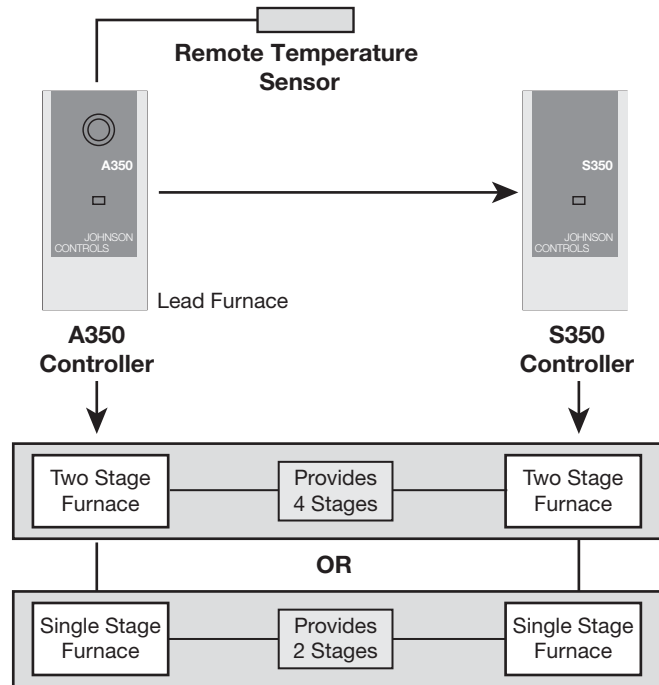 Remote Temperature
Sensor
A350
JOHNSON
CONTROLS
S350
JOHNSON
CONTROLS
Lead Furnace
A350
Controller
S350
Controller
Two Stage
Furnace
Provides
4 Stages
Two Stage
Furnace
OR
Single Stage
Furnace
Provides
2 Stages
Single Stage
Furnace